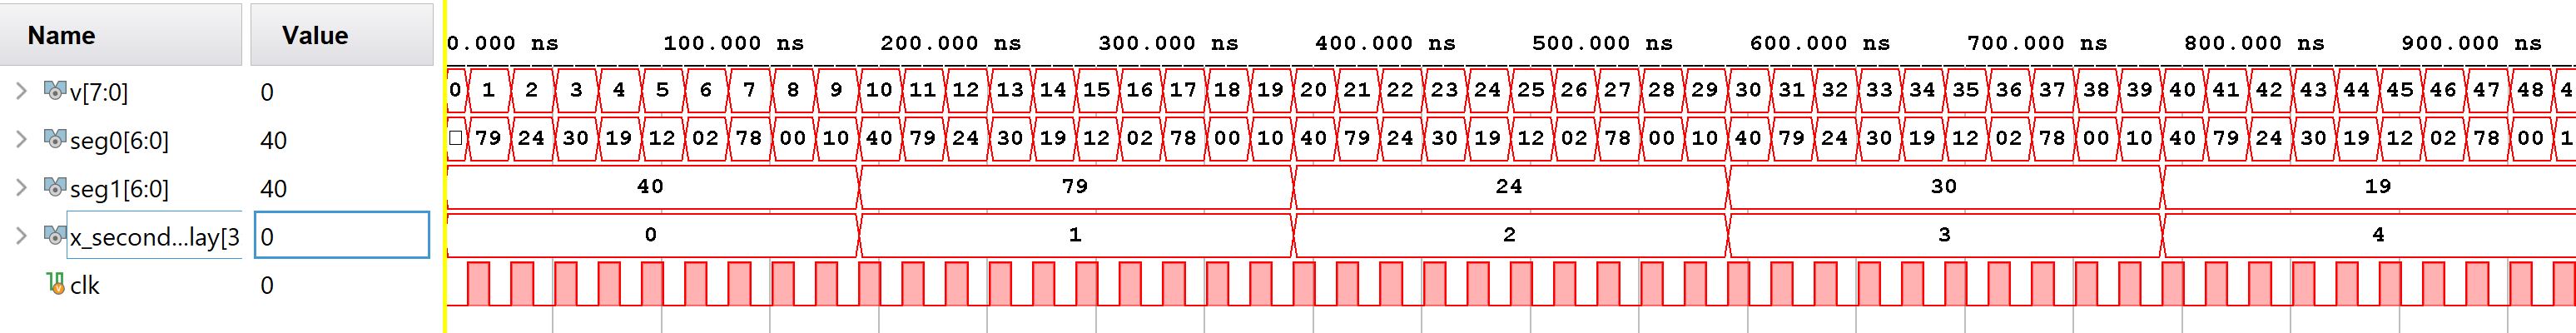 Name Value 0.000 ns 100.000 ns 200.000 ns 300.000 ns 400.000 ns 500.000 ns 600.000 ns 700.000 ns 800.000 ns 900.000 ns
v[7:0] 0 0 1 2 3 4 5 6 7 8 9 10 11 12 13 14 15 16 17 18 19 20 21 22 23 24 25 26 27 28 29 30 31 32 33 34 35 36 37 38 39 40 41 42 43 44 45 46 47 48 4
seg0[6:0] 40 79 24 30 19 12 02 78 00 10 40 79 24 30 19 12 02 78 00 10 40 79 24 30 19 12 02 78 00 10 40 79 24 30 19 12 02 78 00 10 40 79 24 30 19 12 02 78 00 1
seg1[6:0] 40 40 79 24 30 19
x_second...lay[3 0 0 1 2 3 4
clk 0